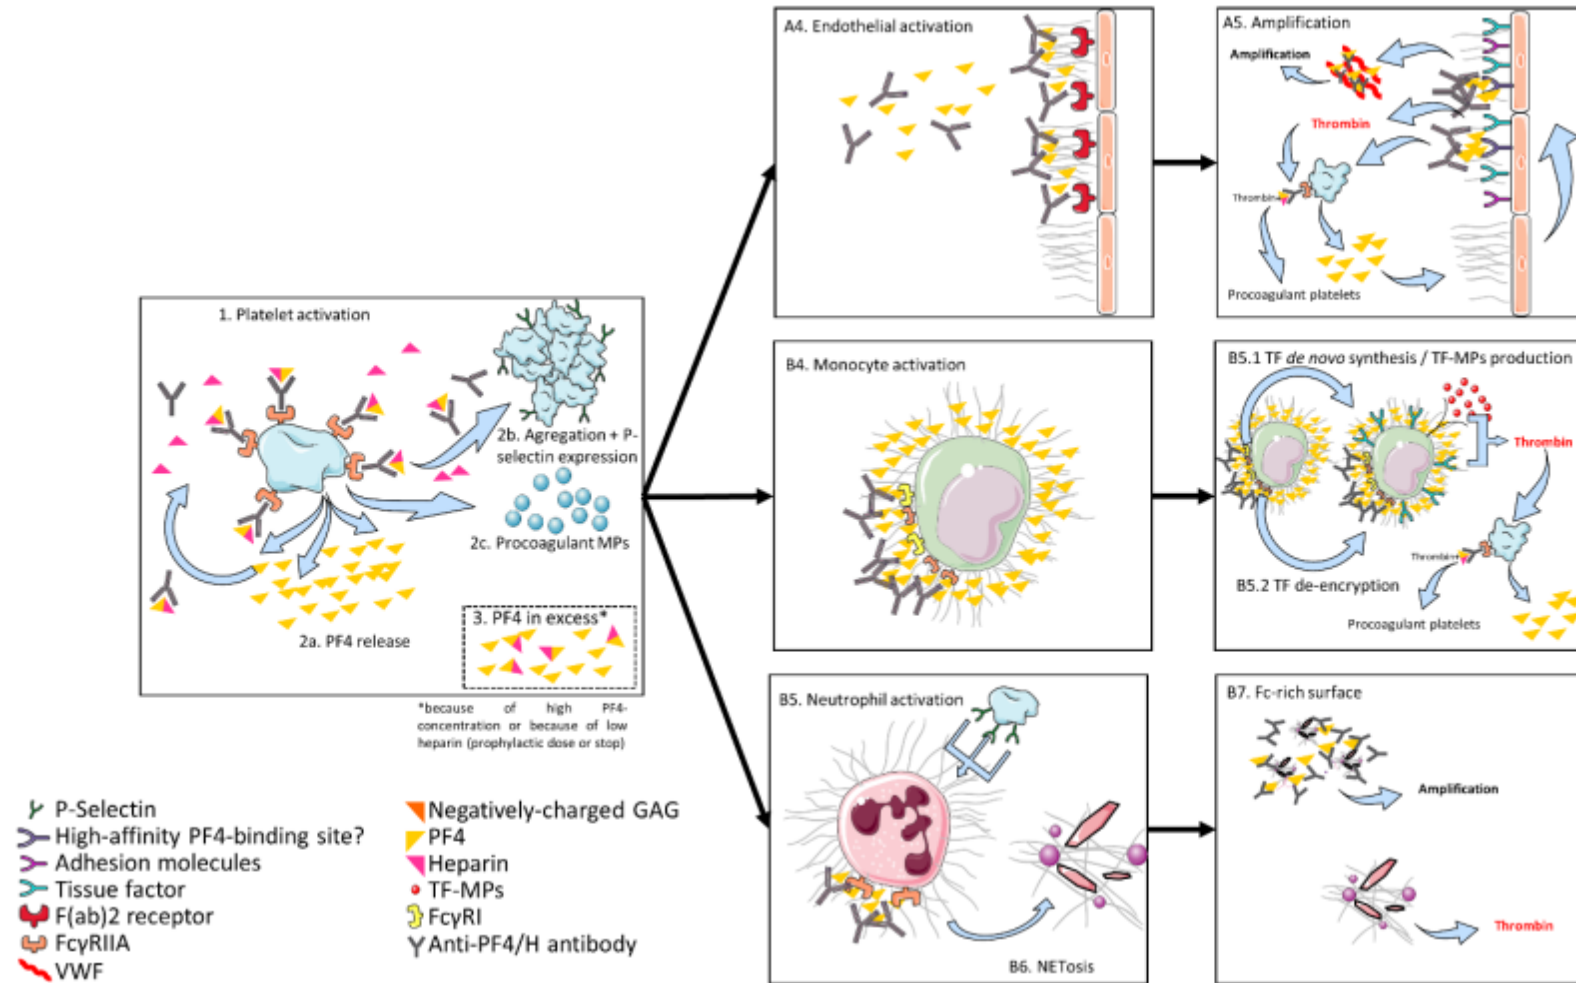 A4. Endothelial activation
A5. Amplification
Amplification
Thrombin
Thrombin
Procoagulant platelets
1. Platelet activation
2b. Agregation + P-
selectin expression
2c. Procoagulant MPs
2a. PF4 release
3. PF4 in excess*
*because of high PF4-
concentration or because of low
heparin (prophylactic dose or stop)
B4. Monocyte activation
B5.1 TF de novo synthesis / TF-MPs production
Thrombin
Thrombin
B5.2 TF de-encryption
Procoagulant platelets
B5. Neutrophil activation
B6. NETosis
B7. Fc-rich surface
Amplification
Thrombin
P-Selectin
High-affinity PF4-binding site?
Adhesion molecules
Tissue factor
F(ab)2 receptor
FcγRIIA
VWF
Negatively-charged GAG
PF4
Heparin
TF-MPs
FcγRI
Anti-PF4/H antibody